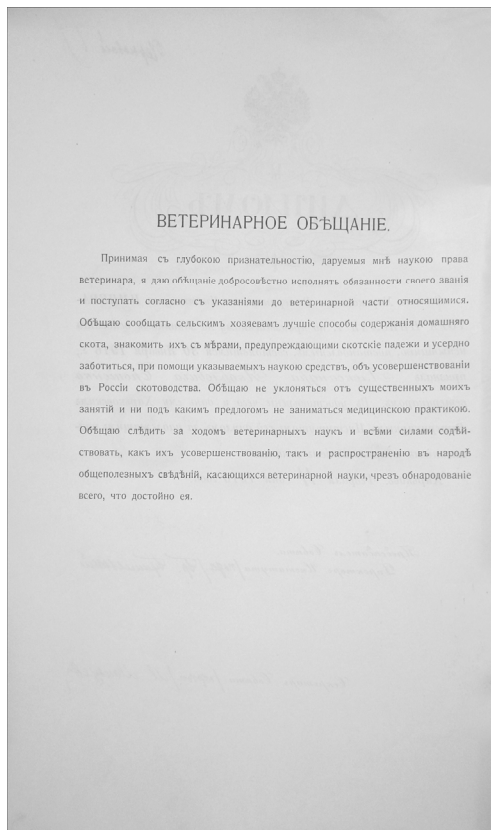 ВЕТЕРИНАРНОЕ ОБѢЩАНІЕ.
Принимая съ глубокою признательностію, даруемыя мнѣ наукою права
ветеринара, я даю обѣщаніе добросовѣстно исполнять обязанности своего званія
и поступать согласно съ указаніями до ветеринарной части относящимися.
Обѣщаю сообщать сельскимъ хозяевамъ лучшіе способы содержанія домашняго
скота, знакомить ихъ съ мѣрами, предупреждающими скотскіе падежи и усердно
заботиться, при помощи указываемыхъ наукою средствъ, объ усовершенствованіи
въ Россіи скотоводства. Обѣщаю не уклоняться отъ существенныхъ моихъ
занятій и ни подъ какимъ предлогомъ не заниматься медицинскою практикою.
Обѣщаю слѣдить за ходомъ ветеринарныхъ наукъ и всѣми силами содѣй-
ствовать, какъ ихъ усовершенствованію, такъ и распространенію въ народѣ
общеполезныхъ свѣдѣній, касающихся ветеринарной науки, чрезъ обнародованіе
всего, что достойно ея.